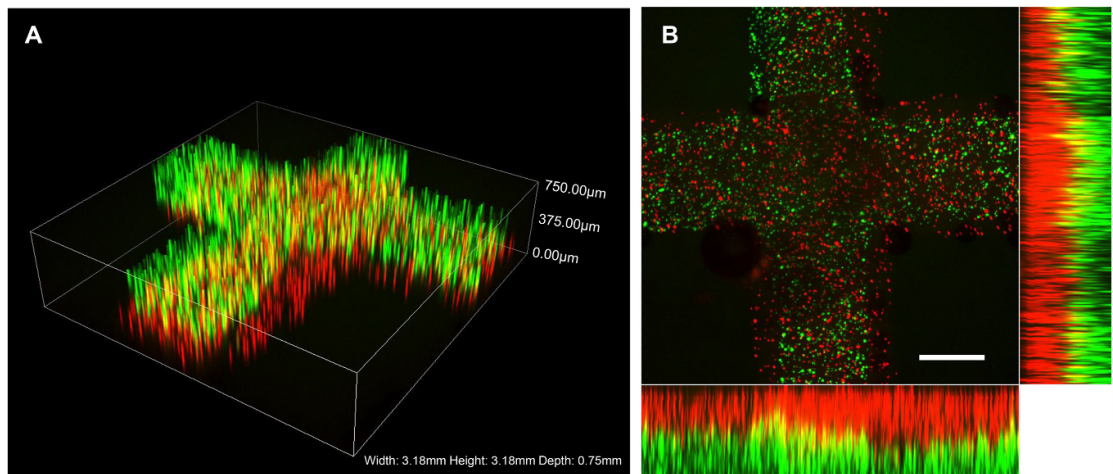 A
B
750.00µm
375.00µm
0.00µm
Width: 3.18mm Height: 3.18mm Depth: 0.75mm